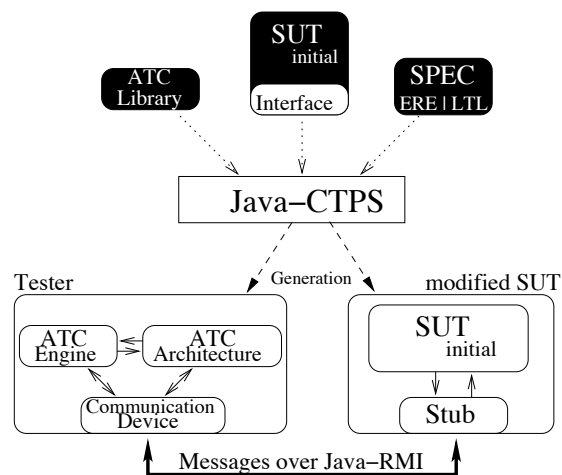 SUT
initial
ATC
Library
Interface
SPEC
ERE | LTL
Java−CTPS
Generation
Tester
modified SUT
ATC
Engine
ATC
Architecture
SUT
initial
Communication
Device
Stub
Messages over Java−RMI